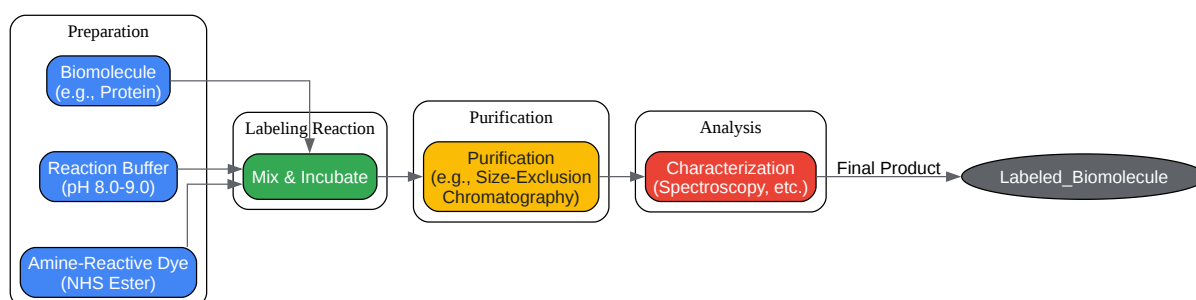 Preparation
Biomolecule
(e.g., Protein)
Reaction Buffer
(pH 8.0-9.0)
Amine-Reactive Dye
(NHS Ester)
Labeling Reaction
Mix & Incubate
Purification
Purification
(e.g., Size-Exclusion
Chromatography)
Analysis
Characterization
(Spectroscopy, etc.)
Final Product
Labeled_Biomolecule